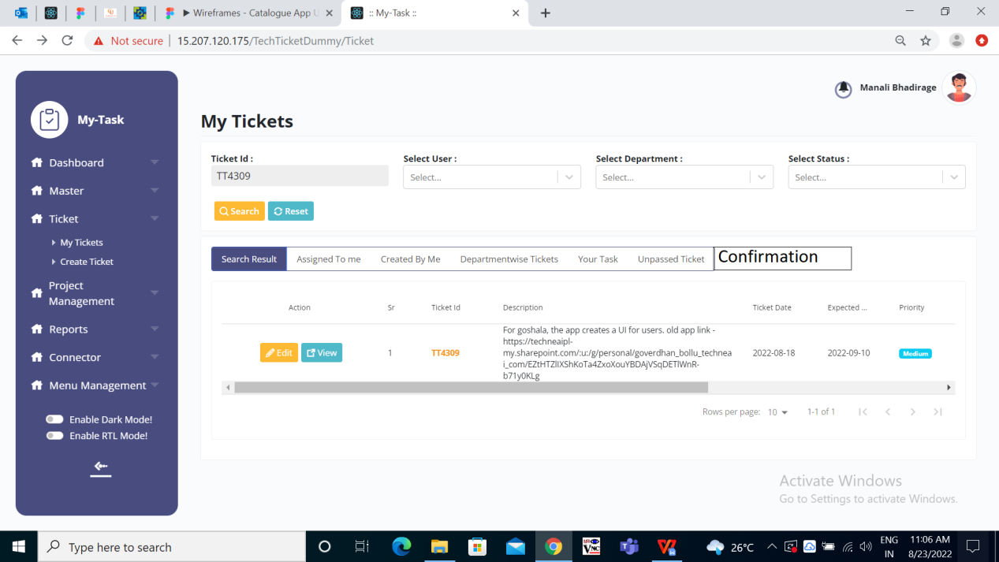 ▶ Wireframes - Catalogue App U
:: My-Task ::
Not secure
15.207.120.175/TechTicketDummy/Ticket
My-Task
Dashboard
Master
Ticket
My Tickets
Create Ticket
Project
Management
Reports
Connector
Menu Management
Enable Dark Mode!
Enable RTL Mode!
Manali Bhadirage
My Tickets
Ticket Id :
Select User :
Select Department :
Select Status :
TT4309
Select...
Select...
Select...
Search
Reset
Search Result
Assigned To me
Created By Me
Departmentwise Tickets
Your Task
Unpassed Ticket
Confirmation
Action
Sr
Ticket Id
Description
Ticket Date
Expected ...
Priority
Edit
View
1
TT4309
For goshala, the app creates a UI for users. old app link -
https://techneaipl-
my.sharepoint.com/:u:/g/personal/goverdhan_bollu_technea
i_com/EZtHTZlIXShKoTa4ZxoXouYBDAjVSqDETlWnR-
b71y0KLg
2022-08-18
2022-09-10
Medium
Rows per page:
10
1-1 of 1
Activate Windows
Go to Settings to activate Windows.
Type here to search
26°C
ENG
IN
11:06 AM
8/23/2022